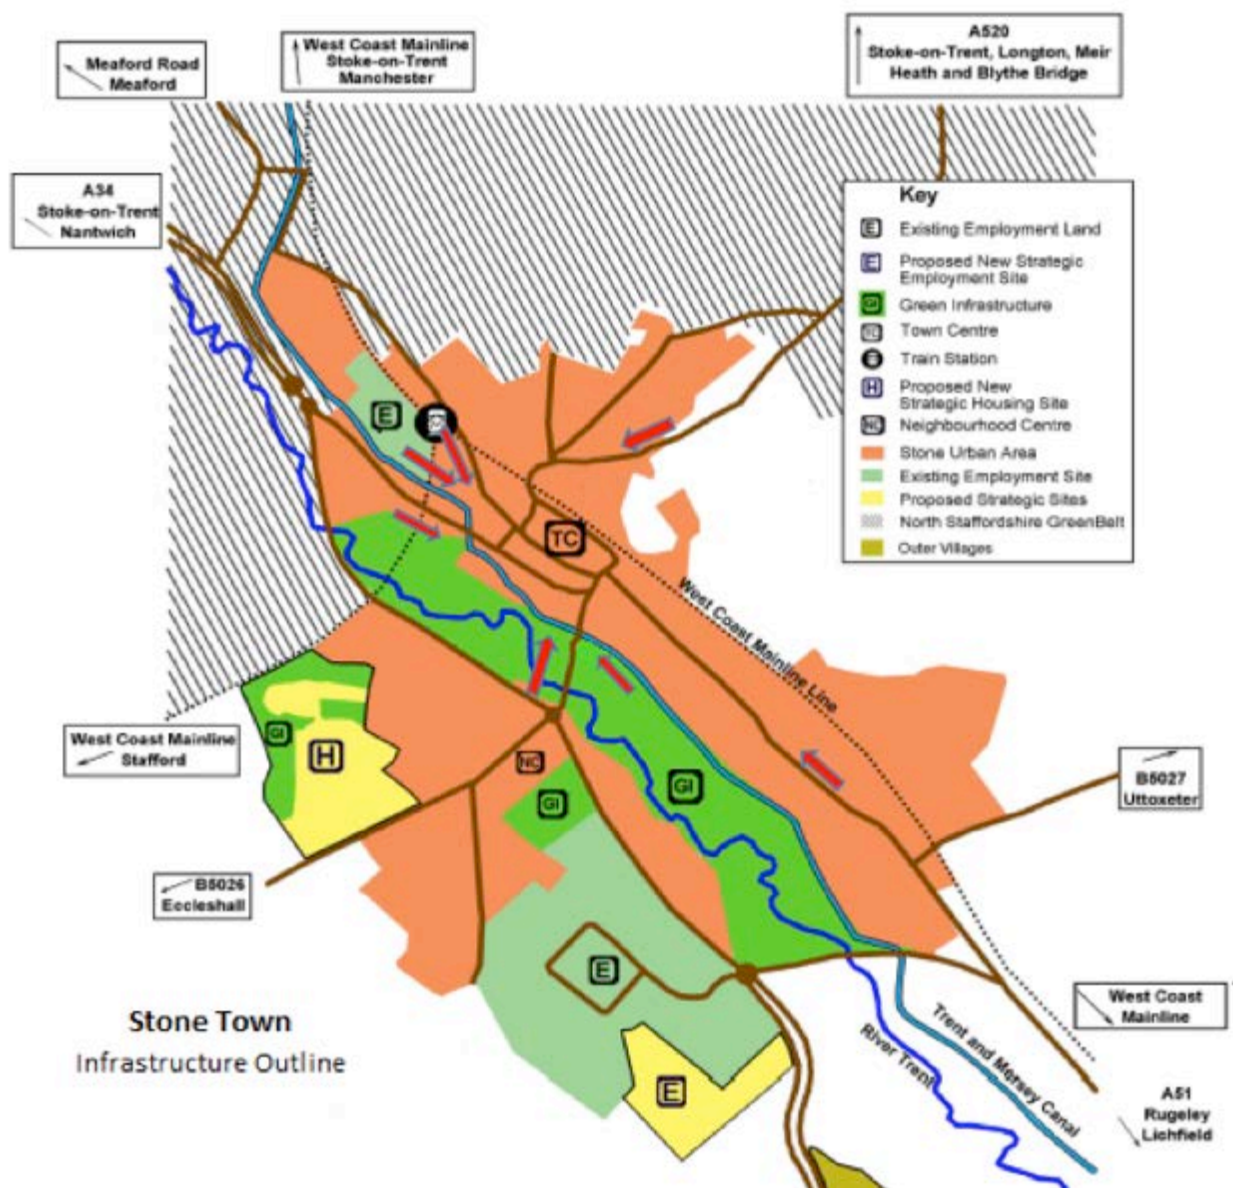 West Coast Mainline
Stoke-on-Trent
Manchester
A520
Stoke-on-Trent, Longton, Meir
Heath and Blythe Bridge
Meaford Road
Meaford
A34
Stoke-on-Trent
Nantwich
Key
E Existing Employment Land
E Proposed New Strategic
Employment Site
GI Green Infrastructure
TC Town Centre
Train Station
H Proposed New
Strategic Housing Site
NC Neighbourhood Centre
Stone Urban Area
Existing Employment Site
Proposed Strategic Sites
North Staffordshire GreenBelt
Outer Villages
E
TC
West Coast Mainline Line
West Coast Mainline
Stafford
GI
H
NC
GI
GI
B5027
Uttoxeter
B5026
Eccleshall
E
E
West Coast
Mainline
Trent and Mersey Canal
River Trent
A51
Rugeley
Lichfield
Stone Town
Infrastructure Outline